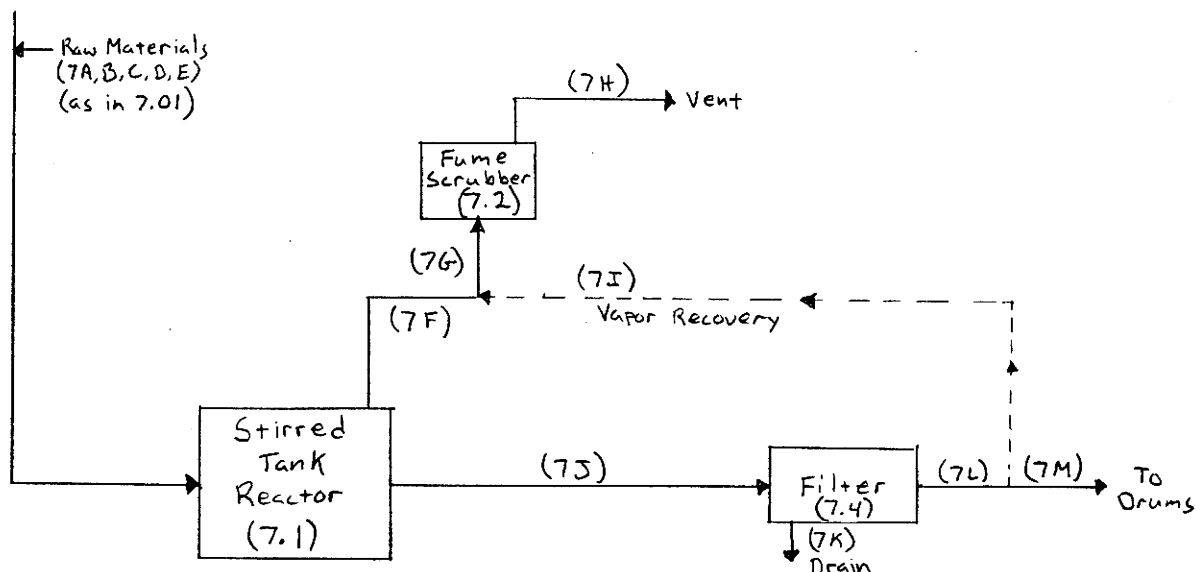 Raw Materials
(7A, B, C, D, E)
(as in 7.01)
(7H)
Vent
Fume
Scrubber
(7.2)
(7G)
(7I)
(7F)
Vapor Recovery
Stirred
Tank
Reactor
(7.1)
(7J)
Filter
(7.4)
(7L)
(7M)
To
Drums
(7K)
Drain